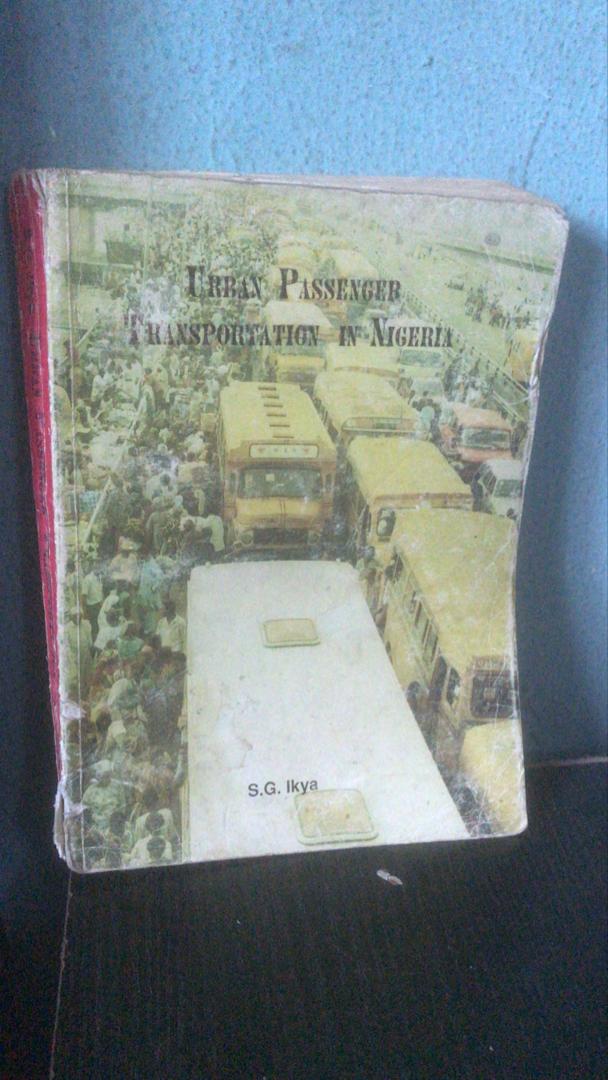 URBAN PASSENGER
TRANSPORTATION IN NIGERIA
S.G. Ikya